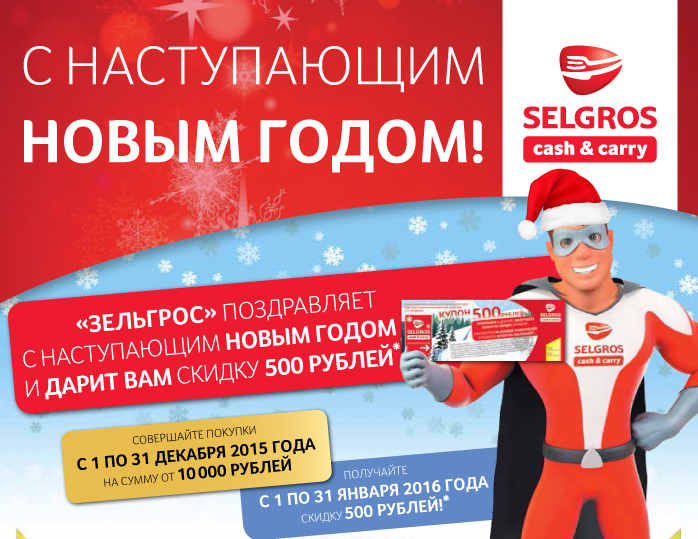 С НАСТУПАЮЩИМ
НОВЫМ ГОДОМ!
SELGROS
cash & carry
«ЗЕЛЬГРОС» ПОЗДРАВЛЯЕТ
С НАСТУПАЮЩИМ НОВЫМ ГОДОМ
И ДАРИТ ВАМ СКИДКУ 500 РУБЛЕЙ*
КУПОН 500 РУБЛЕЙ
SELGROS
SELGROS
SELGROS
cash & carry
СОВЕРШАЙТЕ ПОКУПКИ
С 1 ПО 31 ДЕКАБРЯ 2015 ГОДА
НА СУММУ ОТ 10 000 РУБЛЕЙ
ПОЛУЧАЙТЕ
С 1 ПО 31 ЯНВАРЯ 2016 ГОДА
СКИДКУ 500 РУБЛЕЙ!*